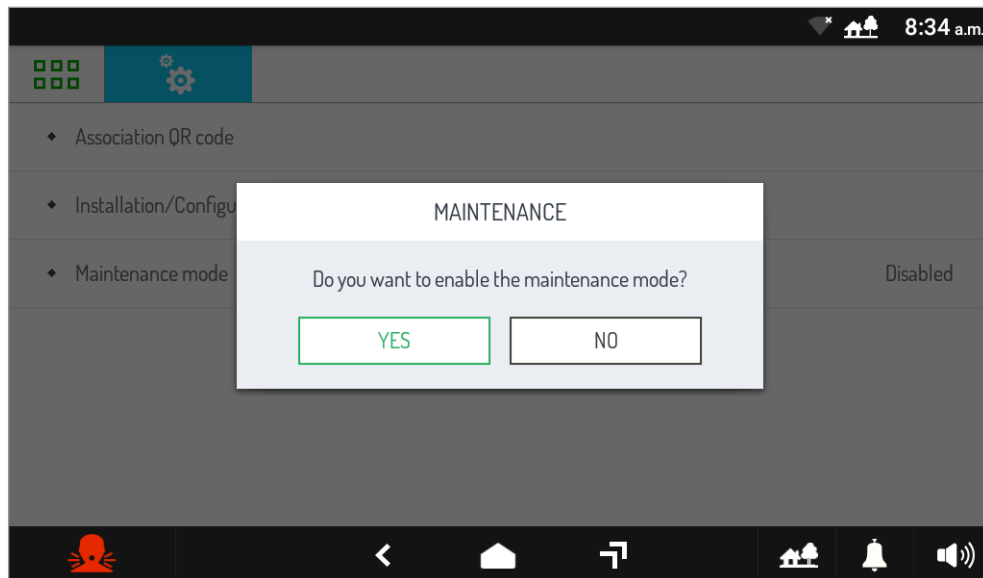 8:34 a.m.
Association QR code
Installation/Configu
MAINTENANCE
Maintenance mode
Do you want to enable the maintenance mode?
Disabled
YES
NO